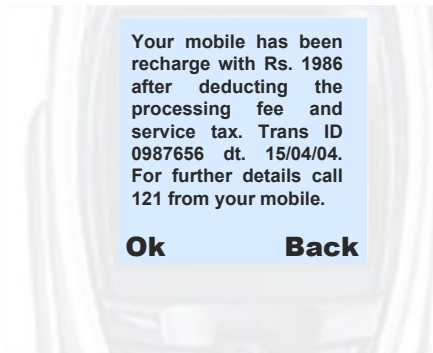 Your mobile has been
recharge with Rs. 1986
after deducting the
processing fee and
service tax. Trans ID
0987656 dt. 15/04/04.
For further details call
121 from your mobile.
Ok Back